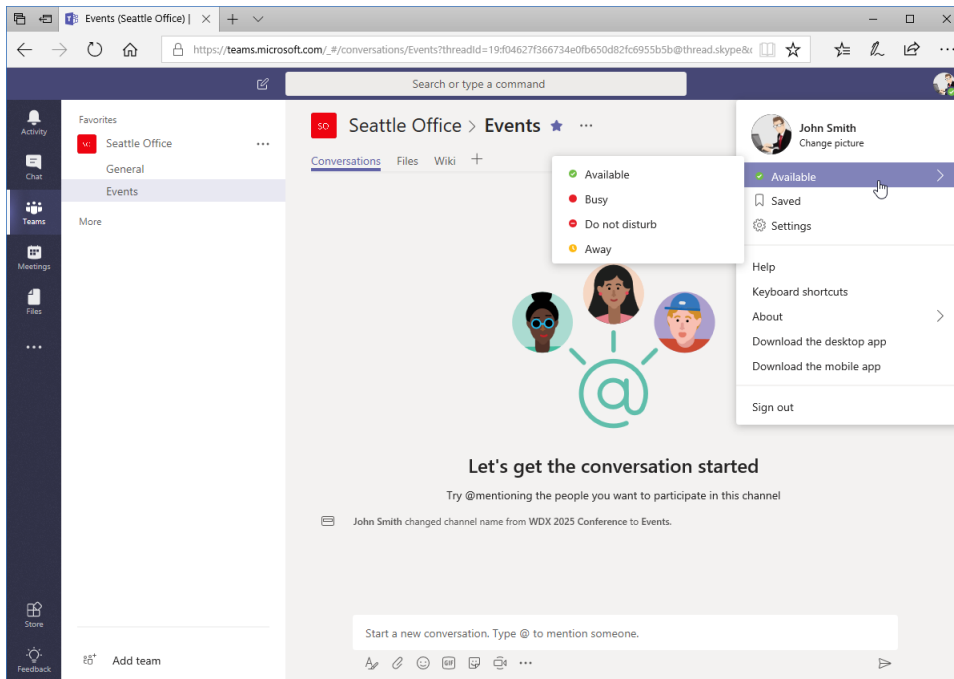 Events (Seattle Office) |
https://teams.microsoft.com/_#/conversations/Events?threadId=19:f04627f366734e0fb650d82fc6955b5b@thread.skype&c
Search or type a command
Activity
Chat
Teams
Meetings
Files
Store
Feedback
Favorites
SO
Seattle Office
General
Events
More
Add team
SO
Seattle Office > Events
Conversations Files Wiki
Available
Busy
Do not disturb
Away
John Smith
Change picture
Available
Saved
Settings
Help
Keyboard shortcuts
About
Download the desktop app
Download the mobile app
Sign out
@
Let's get the conversation started
Try @mentioning the people you want to participate in this channel
John Smith changed channel name from WDX 2025 Conference to Events.
Start a new conversation. Type @ to mention someone.
GIF